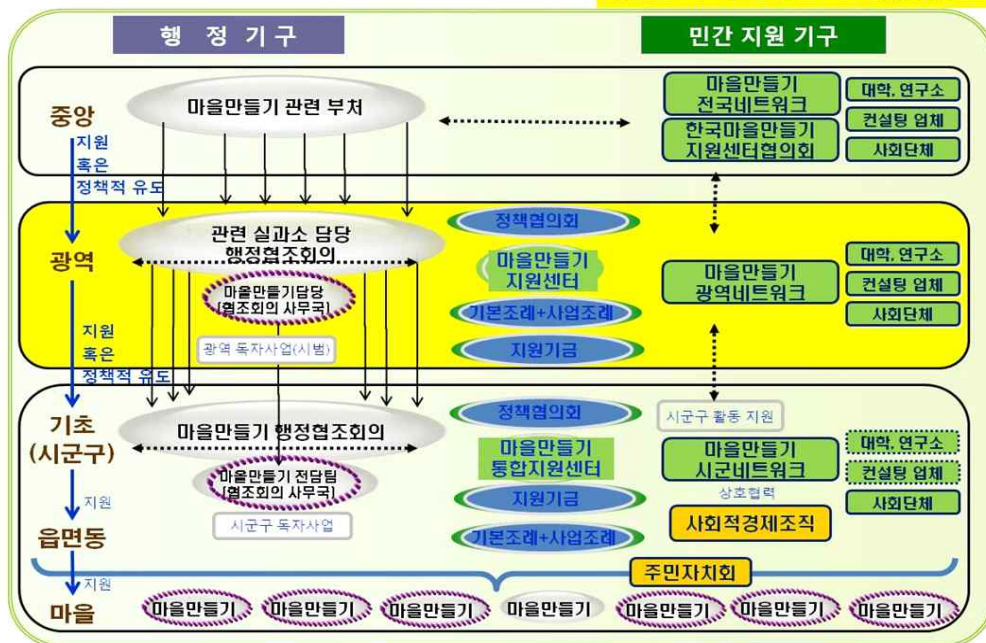 행 정 기 구
민간 지원 기구
중앙
마을만들기 관련 부처
마을만들기
전국네트워크
한국마을만들기
지원센터협의회
대학, 연구소
컨설팅 업체
사회단체
지원
혹은
정책적 유도
광역
관련 실과소 담당
행정협조회의
마을만들기담당
(협조회의 사무국)
광역 독자사업(시범)
정책협의회
마을만들기
지원센터
기본조례+사업조례
지원기금
마을만들기
광역네트워크
대학, 연구소
컨설팅 업체
사회단체
지원
혹은
정책적 유도
기초
(시군구)
마을만들기 행정협조회의
마을만들기 전담팀
(협조회의 사무국)
시군구 독자사업
정책협의회
마을만들기
통합지원센터
지원기금
기본조례+사업조례
시군구 활동 지원
마을만들기
시군네트워크
상호협력
사회적경제조직
대학, 연구소
컨설팅 업체
사회단체
지원
읍면동
주민자치회
지원
마을
마을만들기
마을만들기
마을만들기
마을만들기
마을만들기
마을만들기
마을만들기